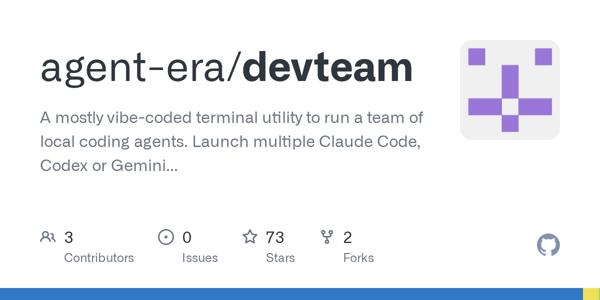 agent-era/devteam
A mostly vibe-coded terminal utility to run a team of
local coding agents. Launch multiple Claude Code,
Codex or Gemini...
3 0 73 2
Contributors Issues Stars Forks